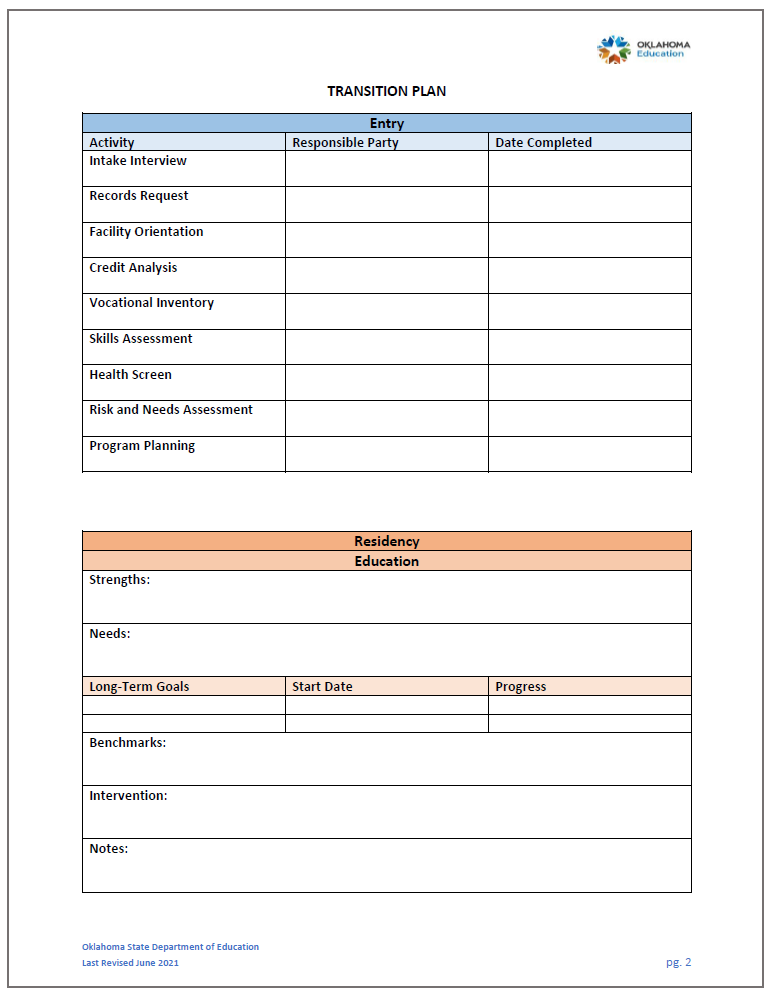 OKLAHOMA
Education
TRANSITION PLAN
Entry
Activity Responsible Party Date Completed
Intake Interview
Records Request
Facility Orientation
Credit Analysis
Vocational Inventory
Skills Assessment
Health Screen
Risk and Needs Assessment
Program Planning
Residency
Education
Strengths:
Needs:
Long-Term Goals Start Date Progress
Benchmarks:
Intervention:
Notes:
Oklahoma State Department of Education
Last Revised June 2021 pg. 2